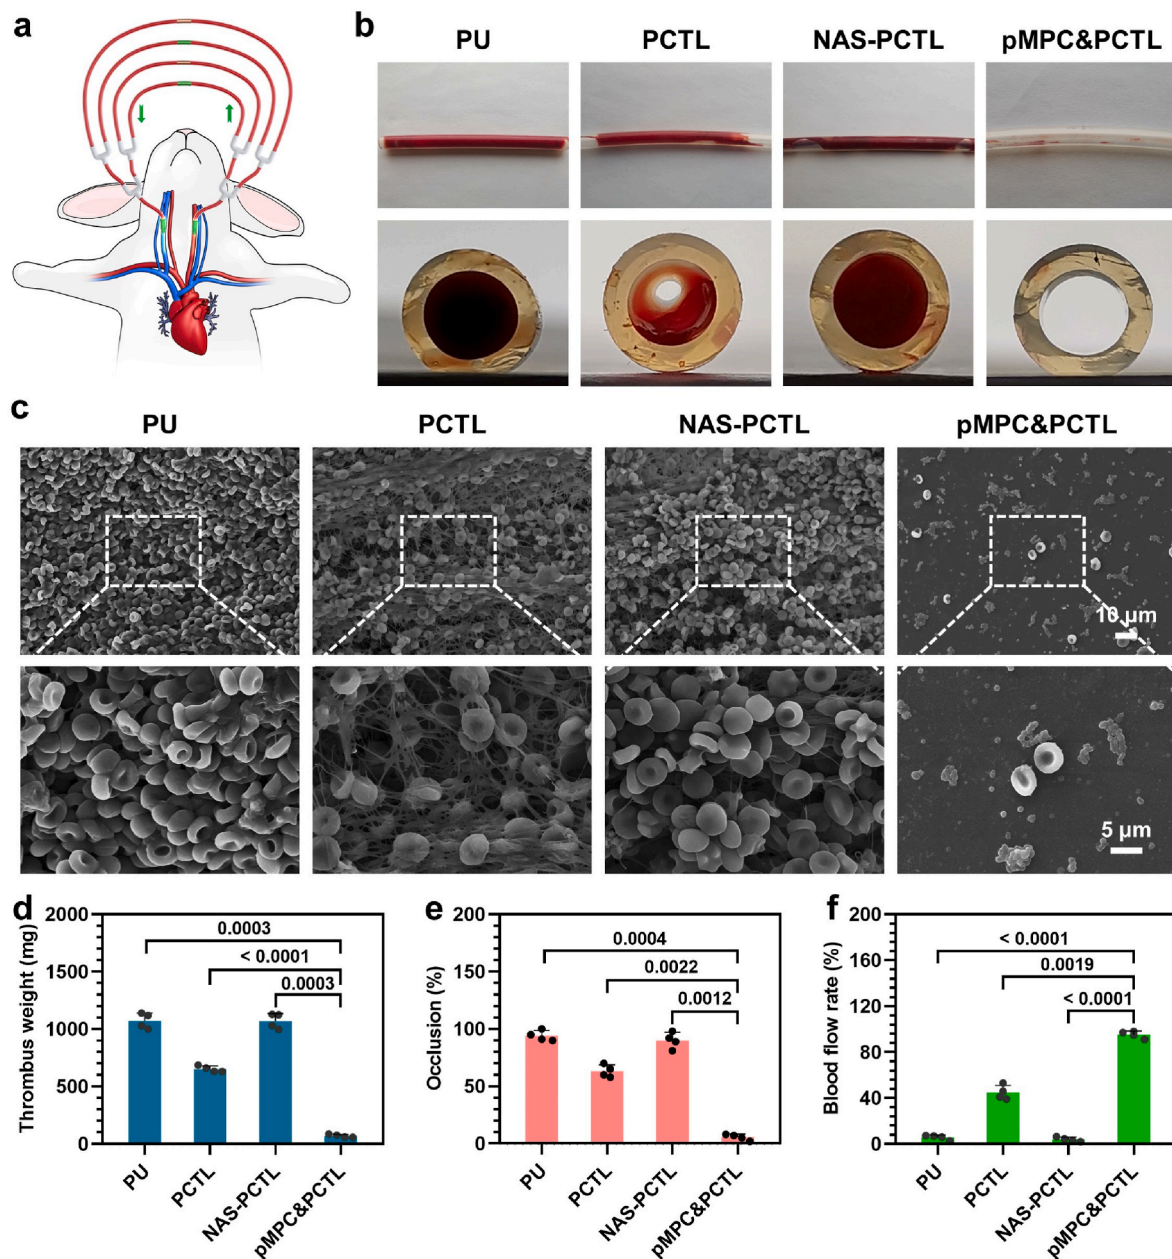 a
b
PU PCTL NAS-PCTL pMPC&PCTL
c
PU PCTL NAS-PCTL pMPC&PCTL
10 µm
5 µm
d
Thrombus weight (mg)
2000
1500
1000
500
0
0.0003
< 0.0001
0.0003
PU
PCTL
NAS-PCTL
pMPC&PCTL
e
Occlusion (%)
200
150
100
50
0
0.0004
0.0022
0.0012
PU
PCTL
NAS-PCTL
pMPC&PCTL
f
Blood flow rate (%)
200
160
120
80
40
0
< 0.0001
0.0019
< 0.0001
PU
PCTL
NAS-PCTL
pMPC&PCTL